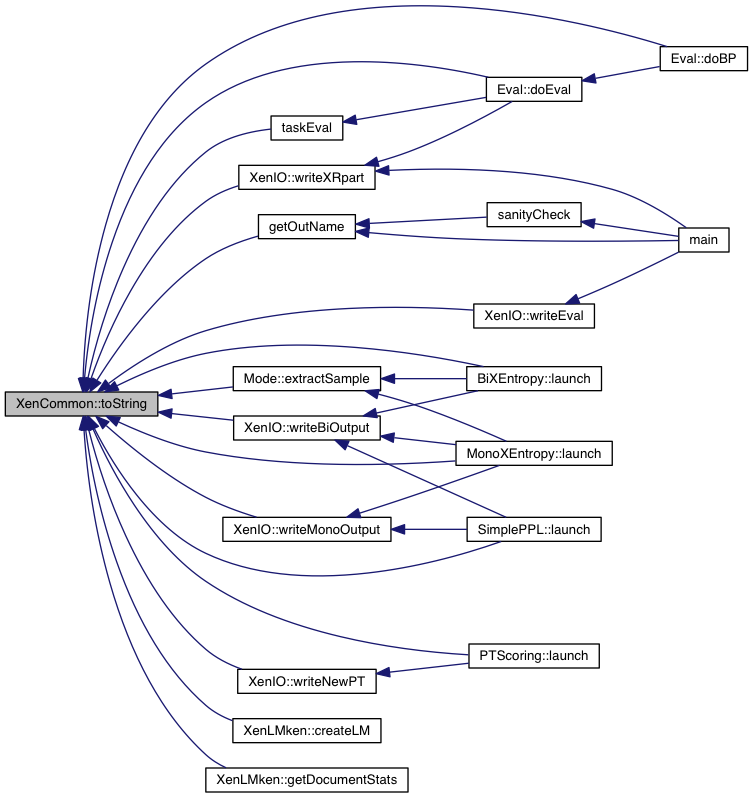 Eval::doBP
Eval::doEval
taskEval
XenIO::writeXRpart
sanityCheck
getOutName
main
XenIO::writeEval
Mode::extractSample
BiXEntropy::launch
XenCommon::toString
XenIO::writeBiOutput
MonoXEntropy::launch
XenIO::writeMonoOutput
SimplePPL::launch
PTScoring::launch
XenIO::writeNewPT
XenLMken::createLM
XenLMken::getDocumentStats